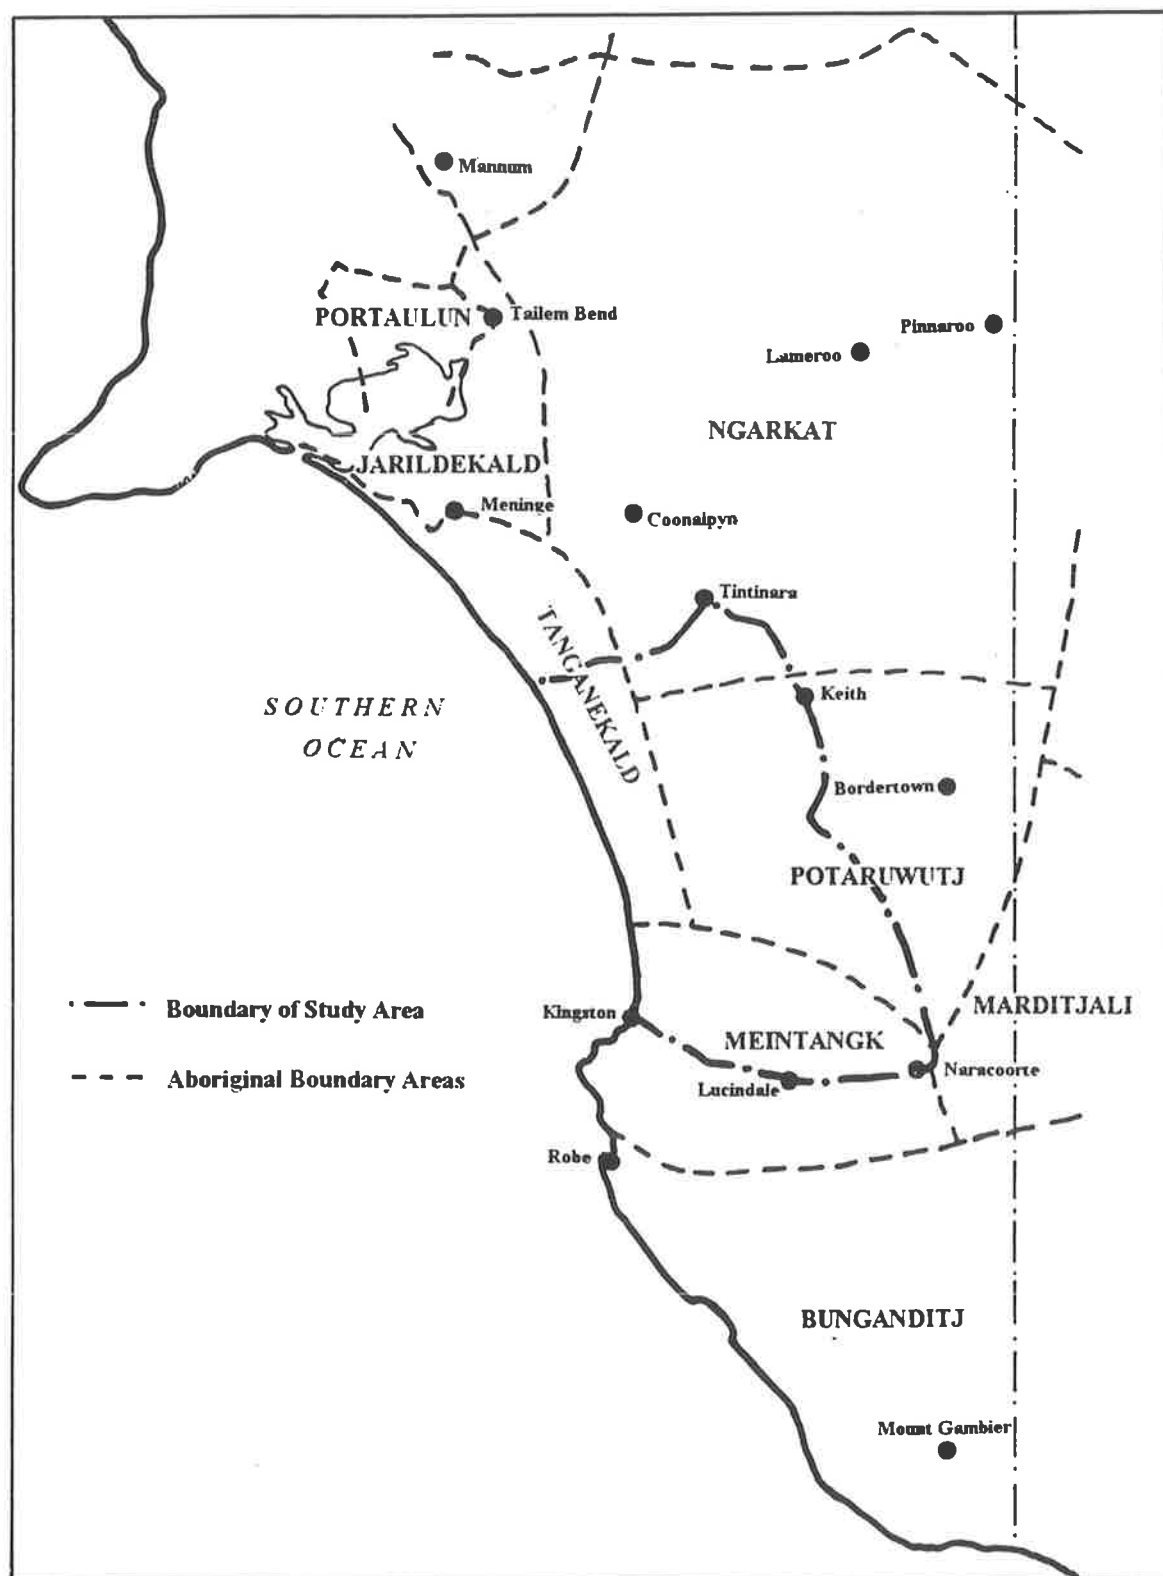 Mannum
PORTAULUN
Tailem Bend
Pinnaroo
Lameroo
NGARKAT
JARILDEKALD
Meninge
Coonalpyn
Tintinara
TANGANEKALD
Keith
SOUTHERN
OCEAN
Bordertown
POTARUWUTJ
Boundary of Study Area
Kingston
MARDITJALI
MEINTANGK
Aboriginal Boundary Areas
Lucindale
Naracoorte
Robe
BUNGANDITJ
Mount Gambier